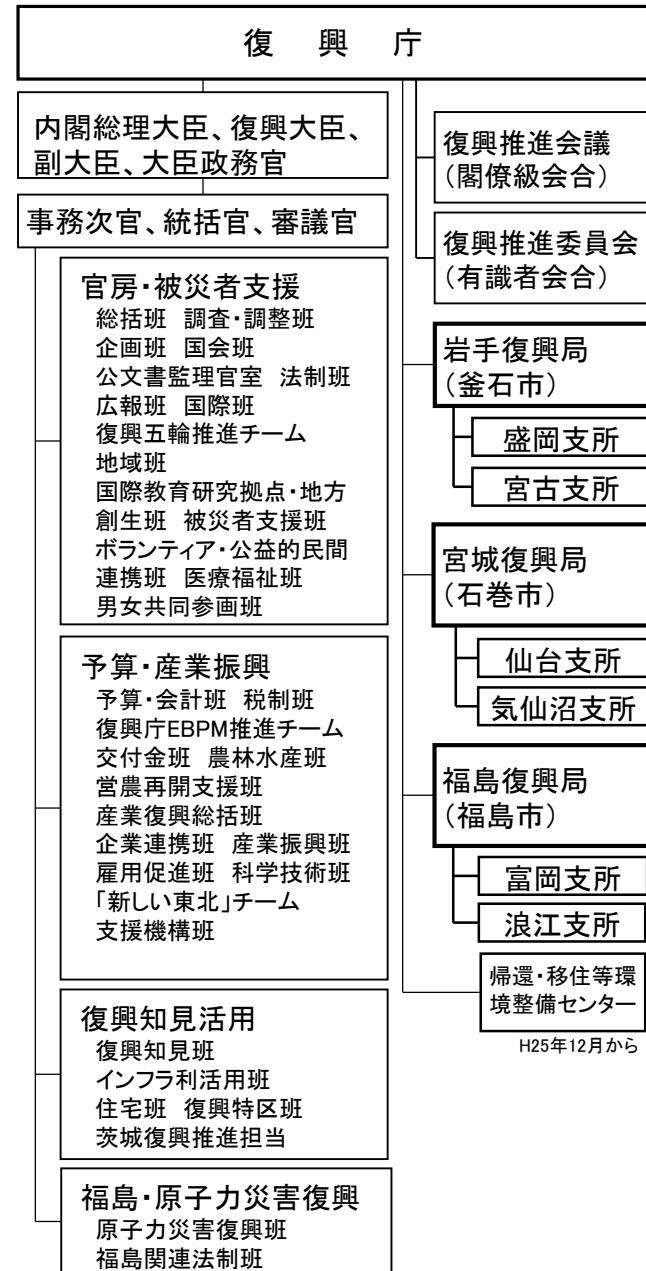 復興庁
内閣総理大臣、復興大臣、
副大臣、大臣政務官
事務次官、統括官、審議官
官房・被災者支援
総括班 調査・調整班
企画班 国会班
公文書監理官室 法制班
広報班 国際班
復興五輪推進チーム
地域班
国際教育研究拠点・地方
創生班 被災者支援班
ボランティア・公益的民間
連携班 医療福祉班
男女共同参画班
予算・産業振興
予算・会計班 税制班
復興庁EBPM推進チーム
交付金班 農林水産班
営農再開支援班
産業復興総括班
企業連携班 産業振興班
雇用促進班 科学技術班
「新しい東北」チーム
支援機構班
復興知見活用
復興知見班
インフラ利活用班
住宅班 復興特区班
茨城復興推進担当
福島・原子力災害復興
原子力災害復興班
福島関連法制班
復興推進会議
(閣僚級会合)
復興推進委員会
(有識者会合)
岩手復興局
(釜石市)
盛岡支所
宮古支所
宮城復興局
(石巻市)
仙台支所
気仙沼支所
福島復興局
(福島市)
富岡支所
浪江支所
帰還・移住等環
境整備センター
H25年12月から